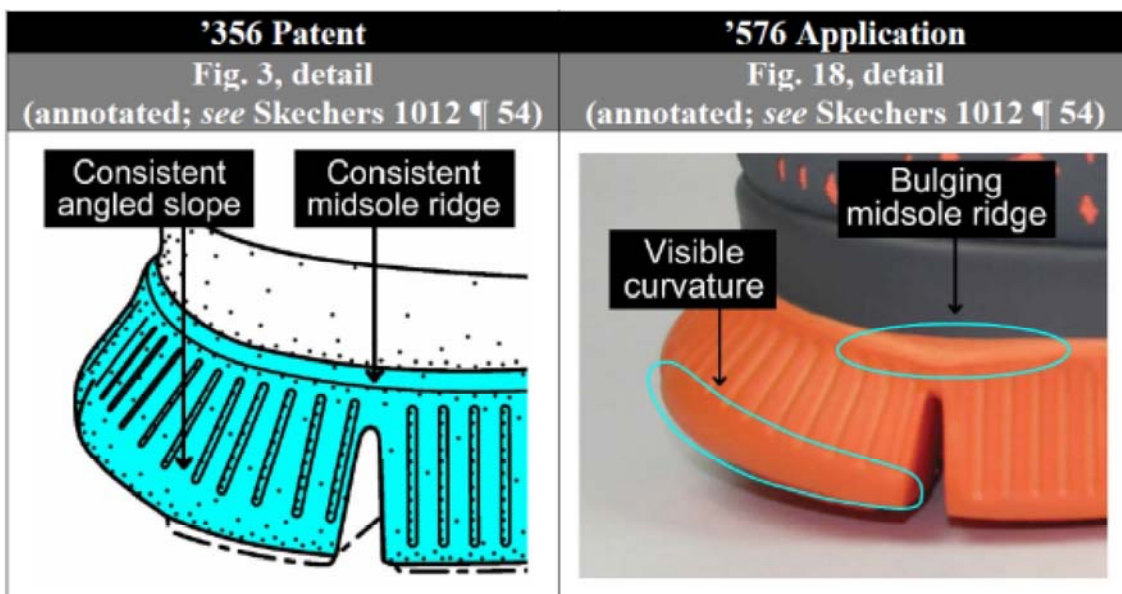 ’356 Patent
Fig. 3, detail
(annotated; see Skechers 1012 ¶ 54)
Consistent
angled slope
Consistent
midsole ridge
’576 Application
Fig. 18, detail
(annotated; see Skechers 1012 ¶ 54)
Visible
curvature
Bulging
midsole ridge